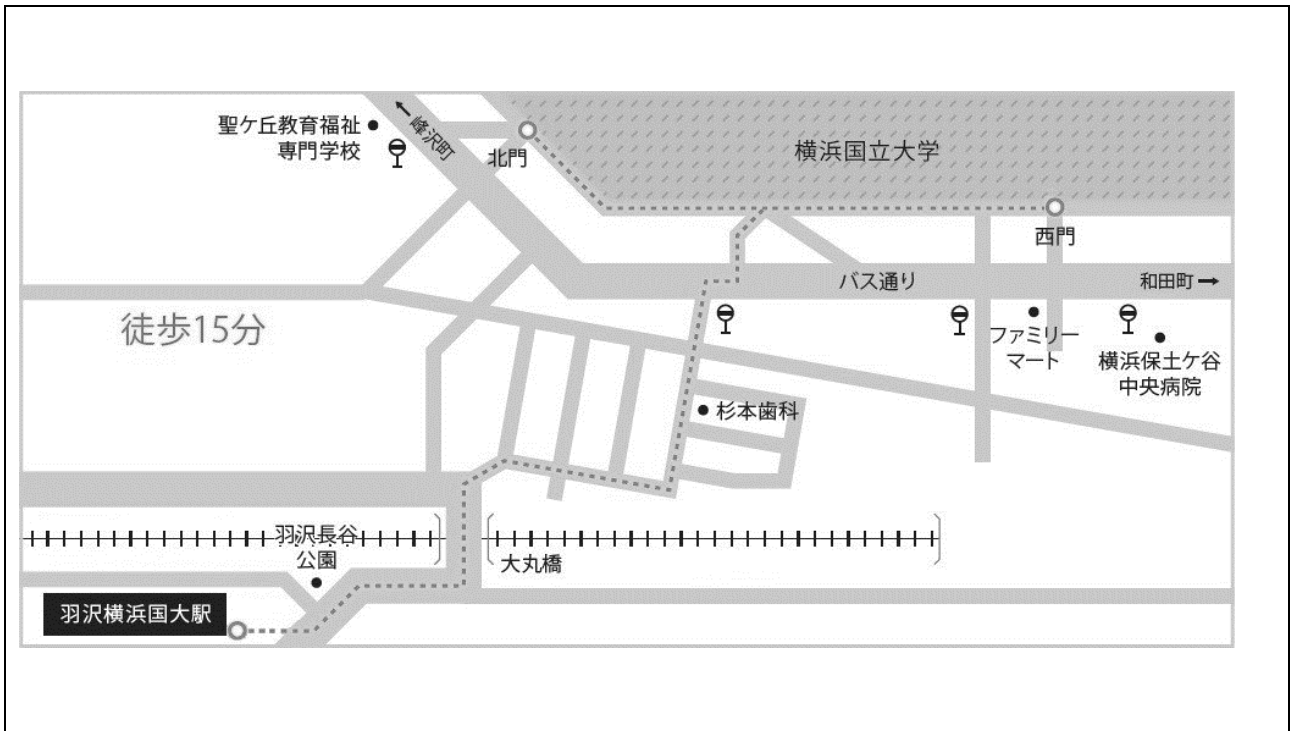 聖ケ丘教育福祉
専門学校
峰沢町
北門
横浜国立大学
西門
バス通り
和田町
徒歩15分
ファミリー
マート
横浜保土ケ谷
中央病院
杉本歯科
羽沢長谷
公園
大丸橋
羽沢横浜国大駅